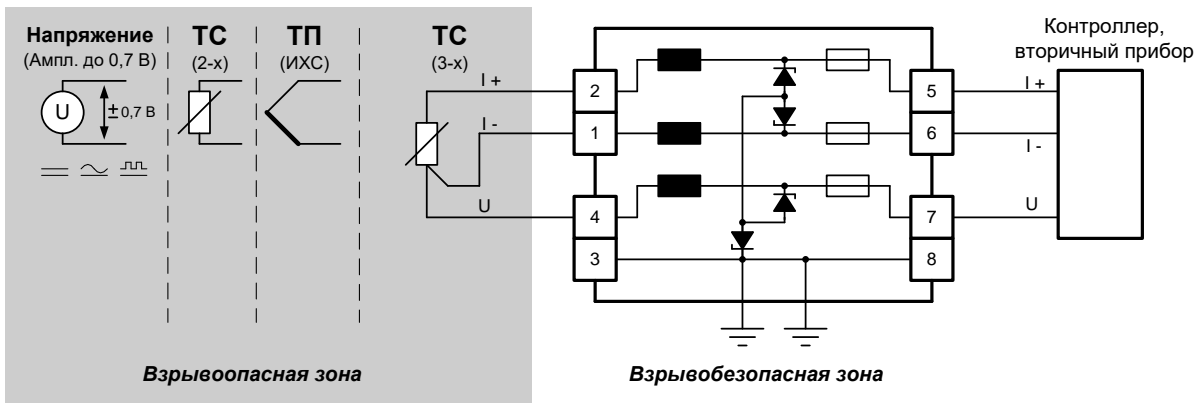 Напряжение
(Ампл. до 0,7 В)
U
± 0,7 В
ТС
(2-х)
ТП
(ИХС)
ТС
(3-х)
I +
I -
U
2
1
4
3
5
6
7
8
I +
I -
U
Контроллер,
вторичный прибор
Взрывоопасная зона
Взрывобезопасная зона